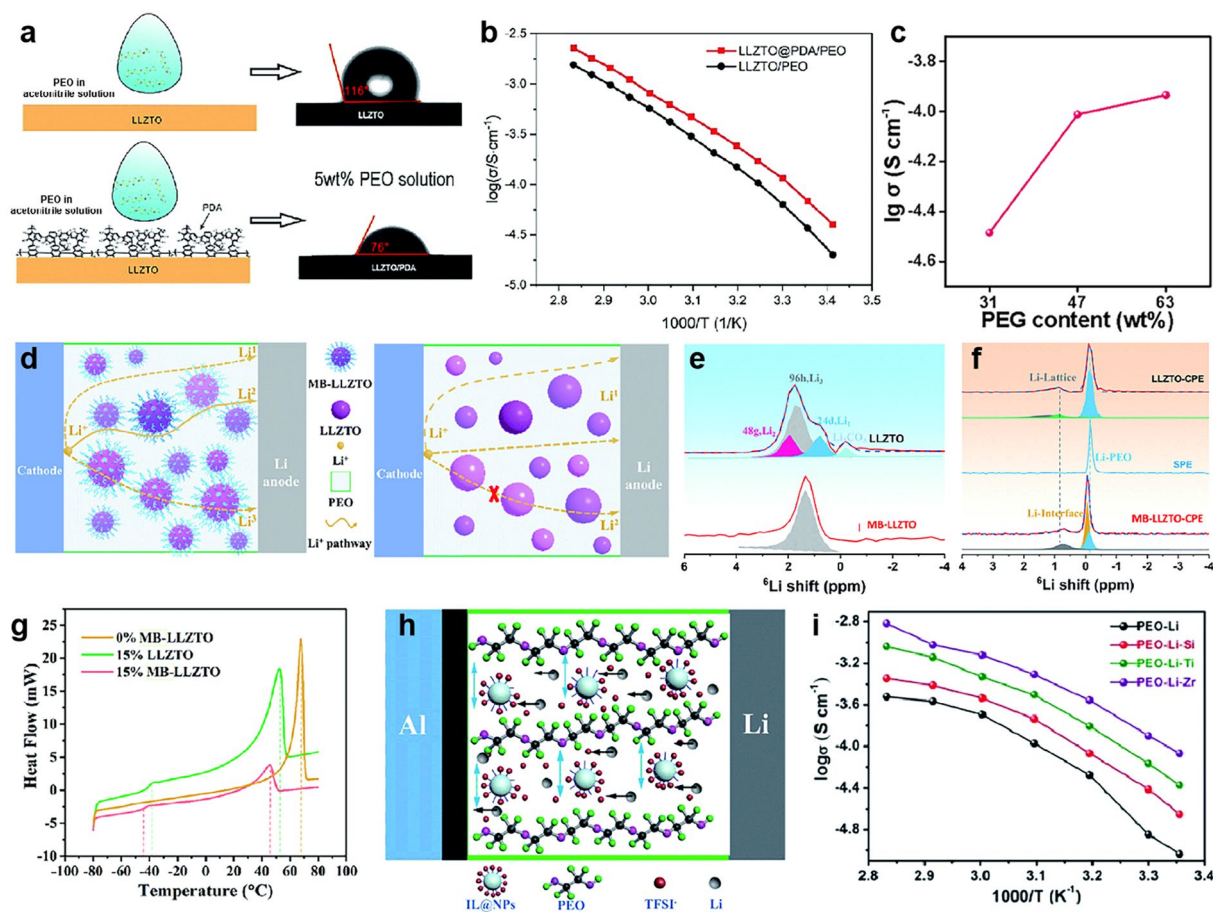 a
PEO in
acetonitrile solution
LLZTO
116°
LLZTO
PEO in
acetonitrile solution
PDA
LLZTO
5wt% PEO solution
76°
LLZTO/PDA
b
-2.5
-3.0
-3.5
-4.0
-4.5
-5.0
log(σ/S·cm⁻¹)
LLZTO@PDA/PEO
LLZTO/PEO
2.8 2.9 3.0 3.1 3.2 3.3 3.4 3.5
1000/T (1/K)
c
-3.8
-4.0
-4.2
-4.4
-4.6
lg σ (S cm⁻¹)
31 47 63
PEG content (wt%)
d
Cathode
Li⁺
Li¹
Li²
Li³
Li
anode
MB-LLZTO
LLZTO
Li⁺
PEO
Li⁺ pathway
Cathode
Li⁺
Li¹
Li²
Li
anode
e
96h,Li₃
48g,Li₂
24d,Li₁
Li₂CO₃
LLZTO
MB-LLZTO
6 4 2 0 -2 -4
⁶Li shift (ppm)
f
Li-Lattice
LLZTO-CPE
Li-PEO
SPE
Li-Interface
MB-LLZTO-CPE
4 3 2 1 0 -1 -2 -3 -4
⁶Li shift (ppm)
g
25
20
15
10
5
0
-5
-10
Heat Flow (mW)
0% MB-LLZTO
15% LLZTO
15% MB-LLZTO
-80 -60 -40 -20 0 20 40 60 80 100
Temperature (°C)
h
Al
Li
IL@NPs
PEO
TFSI⁻
Li
i
-2.8
-3.2
-3.6
-4.0
-4.4
-4.8
logσ (S cm⁻¹)
PEO-Li
PEO-Li-Si
PEO-Li-Ti
PEO-Li-Zr
2.8 2.9 3.0 3.1 3.2 3.3 3.4
1000/T (K⁻¹)